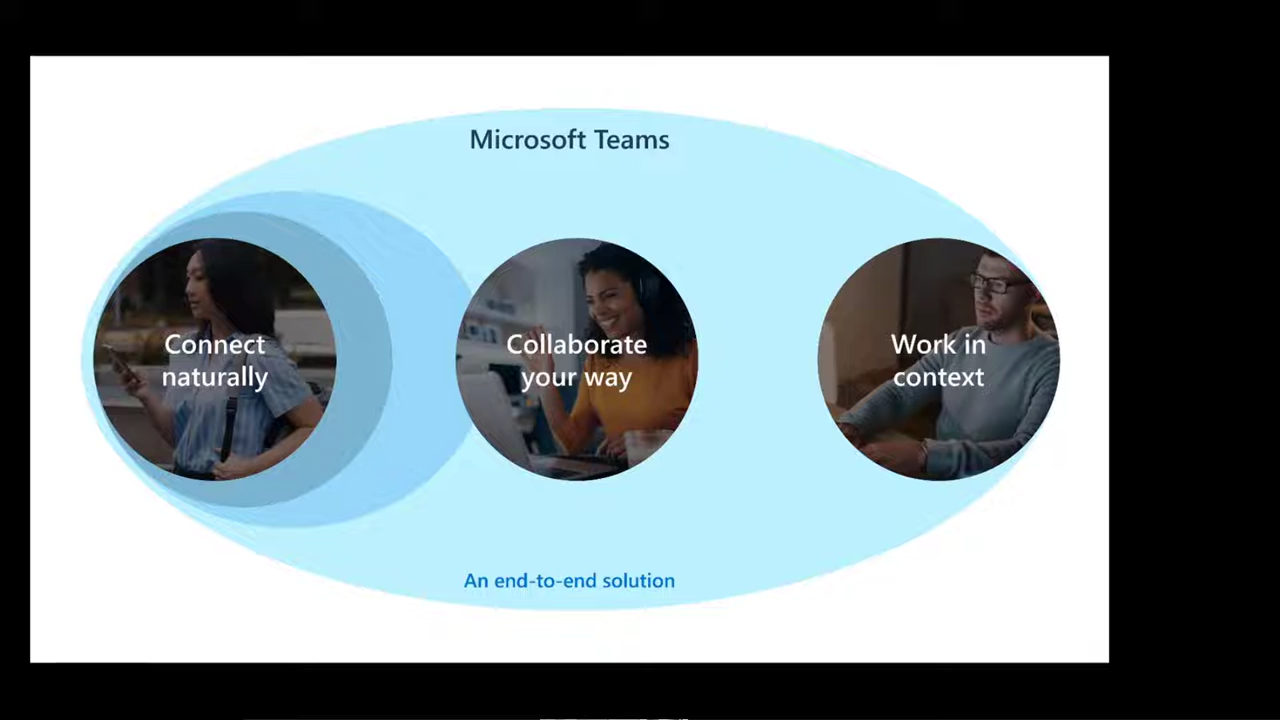 Microsoft Teams
Connect
naturally
Collaborate
your way
Work in
context
An end-to-end solution